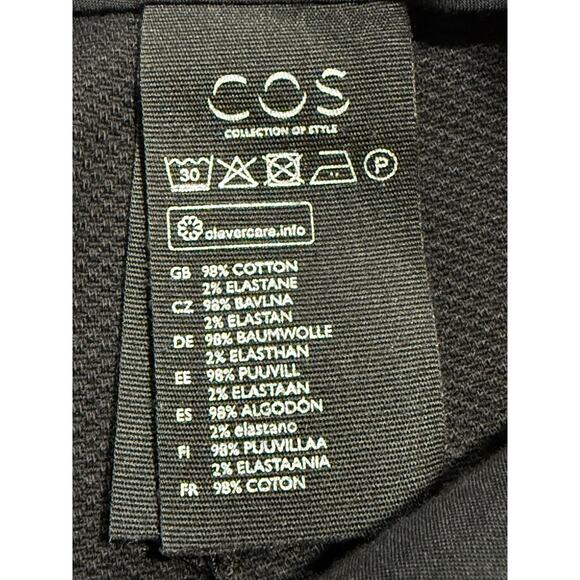 COS
COLLECTION OF STYLE
30 P
clevercare.info
GB 98% COTTON
2% ELASTANE
CZ 98% BAVLNA
2% ELASTAN
DE 98% BAUMWOLLE
2% ELASTHAN
EE 98% PUUVILL
2% ELASTAAN
ES 98% ALGODÓN
2% elastano
FI 98% PUUVILLAA
2% ELASTAANIA
FR 98% COTON